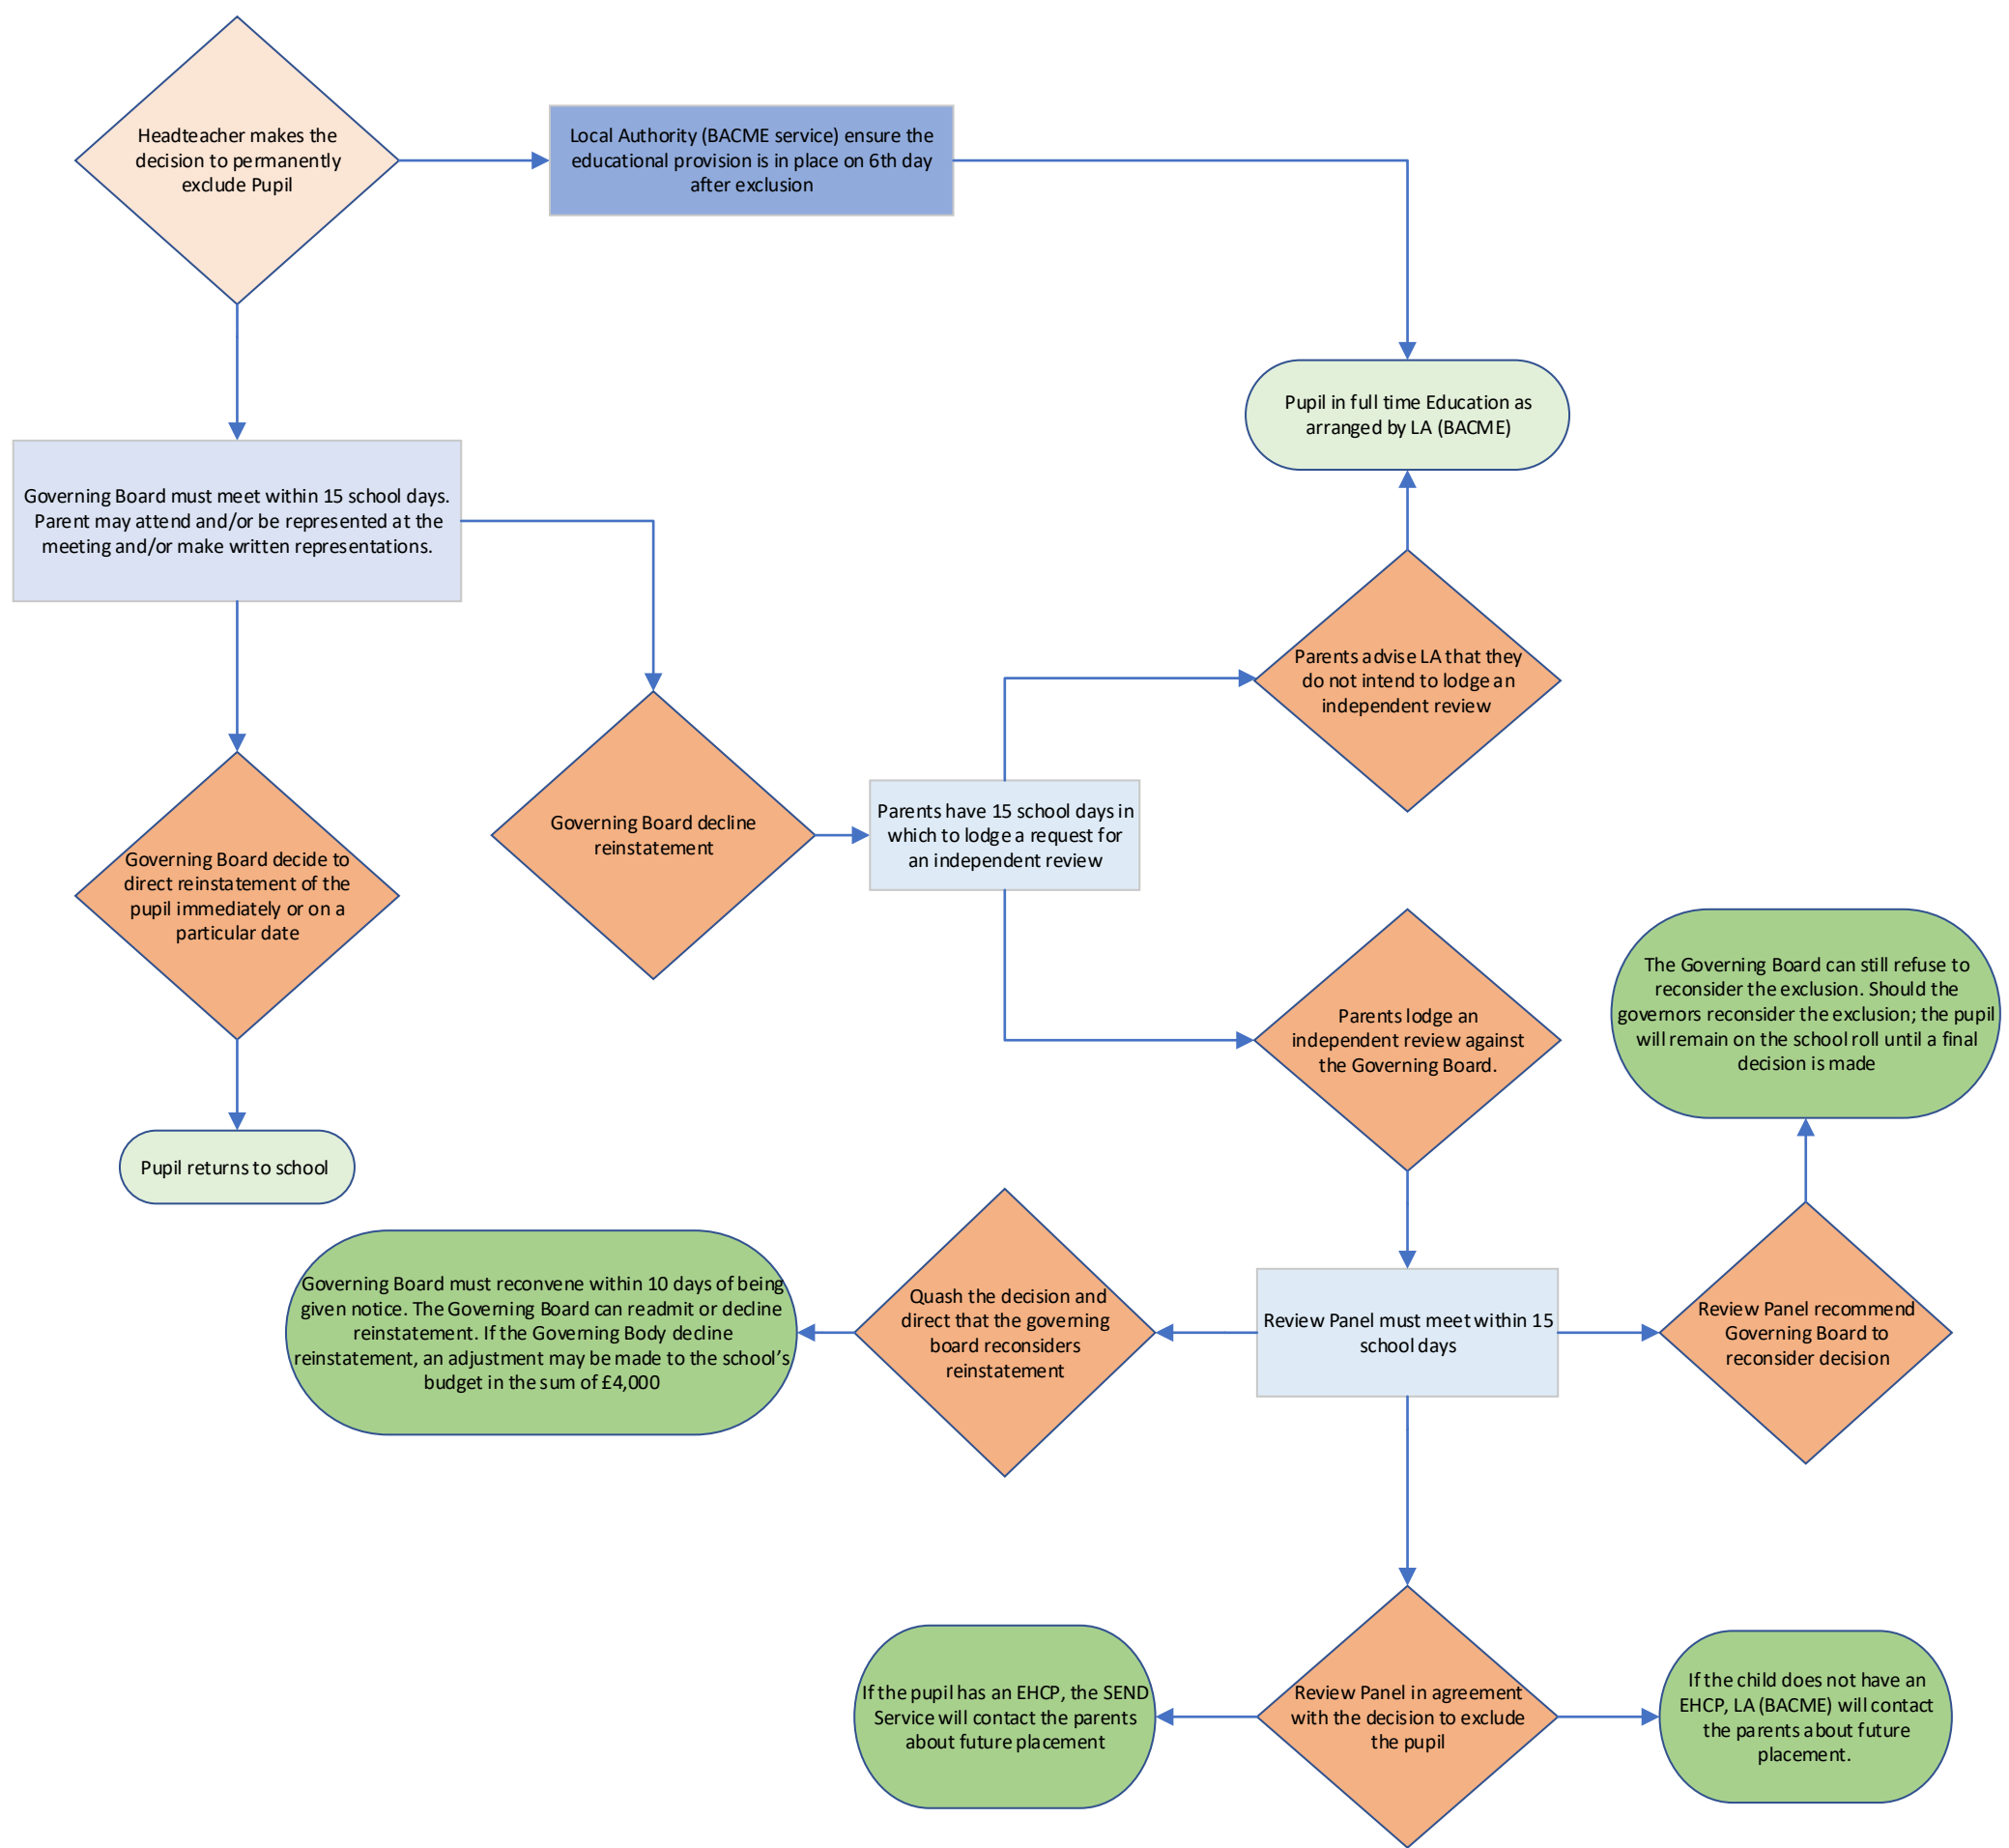 Headteacher makes the
decision to permanently
exclude Pupil
Local Authority (BACME service) ensure the
educational provision is in place on 6th day
after exclusion
Pupil in full time Education as
arranged by LA (BACME)
Governing Board must meet within 15 school days.
Parent may attend and/or be represented at the
meeting and/or make written representations.
Parents advise LA that they
do not intend to lodge an
independent review
Governing Board decline
reinstatement
Parents have 15 school days in
which to lodge a request for
an independent review
Governing Board decide to
direct reinstatement of the
pupil immediately or on a
particular date
Parents lodge an
independent review against
the Governing Board.
The Governing Board can still refuse to
reconsider the exclusion. Should the
governors reconsider the exclusion; the pupil
will remain on the school roll until a final
decision is made
Pupil returns to school
Governing Board must reconvene within 10 days of being
given notice. The Governing Board can readmit or decline
reinstatement. If the Governing Body decline
reinstatement, an adjustment may be made to the school’s
budget in the sum of £4,000
Quash the decision and
direct that the governing
board reconsiders
reinstatement
Review Panel must meet within 15
school days
Review Panel recommend
Governing Board to
reconsider decision
If the pupil has an EHCP, the SEND
Service will contact the parents
about future placement
Review Panel in agreement
with the decision to exclude
the pupil
If the child does not have an
EHCP, LA (BACME) will contact
the parents about future
placement.